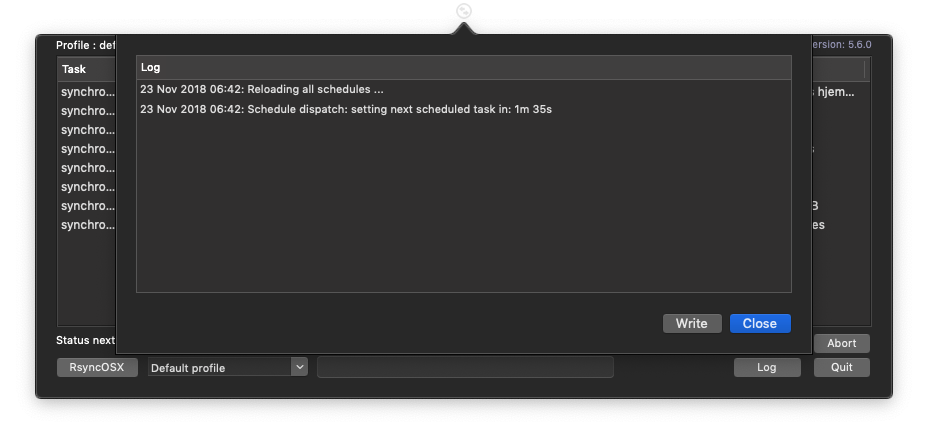 Profile : def
ersion: 5.6.0
Log
Task
23 Nov 2018 06:42: Reloading all schedules ...
synchro...
hjem...
23 Nov 2018 06:42: Schedule dispatch: setting next scheduled task in: 1m 35s
synchro...
synchro...
synchro...
synchro...
synchro...
synchro...
synchro...
es
Write
Close
Status next
Abort
RsyncOSX
Default profile
Log
Quit